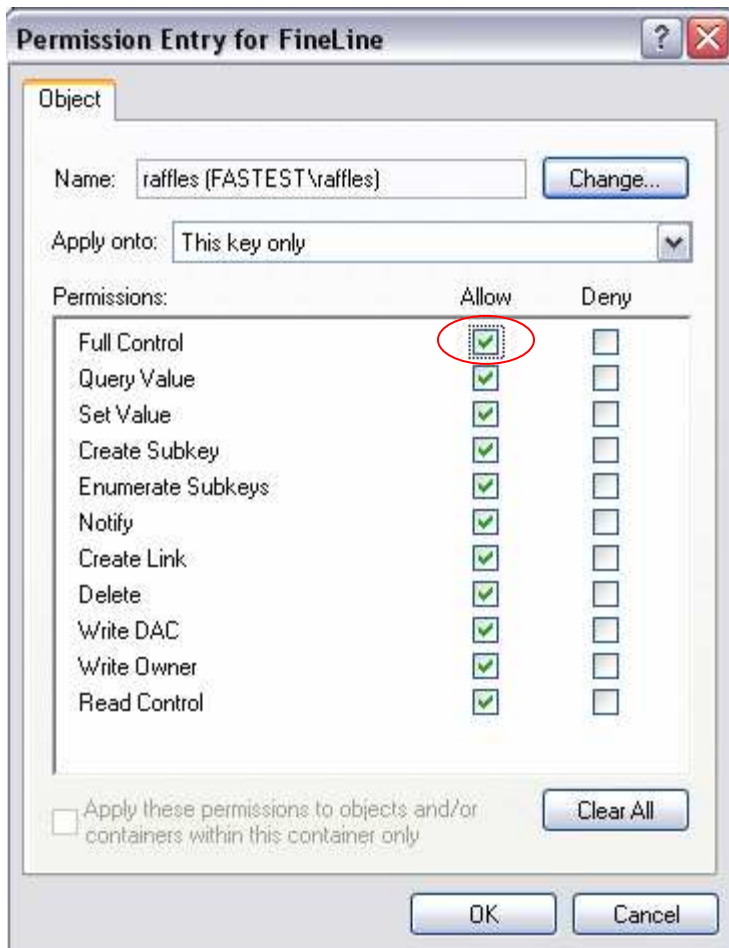 Permission Entry for FineLine
Object
Name: raffles (FASTEST\raffles) Change...
Apply onto: This key only
Permissions: Allow Deny
Full Control
Query Value
Set Value
Create Subkey
Enumerate Subkeys
Notify
Create Link
Delete
Write DAC
Write Owner
Read Control
Apply these permissions to objects and/or
containers within this container only
Clear All
OK Cancel